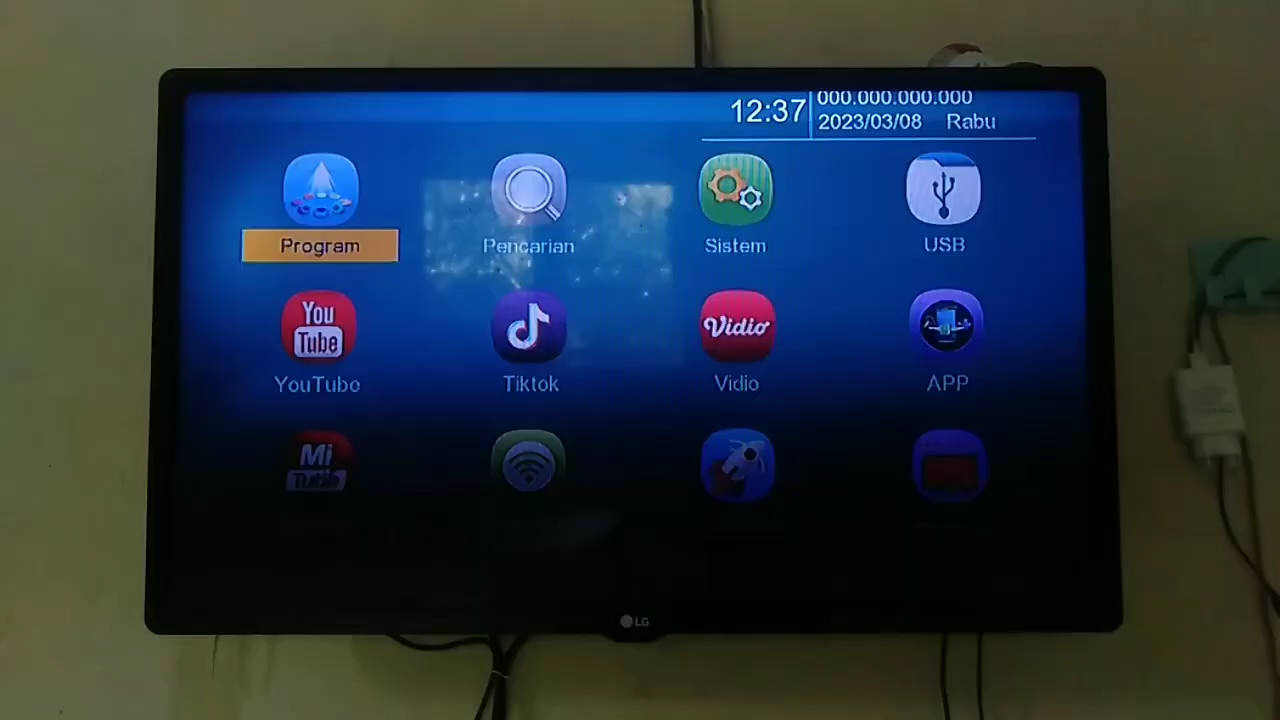 12:37
000.000.000.000
2023/03/08 Rabu
Program
Pencarian
Sistem
USB
You
Tube
Vidio
YouTube
Tiktok
Vidio
APP
Mi
Tube
LG